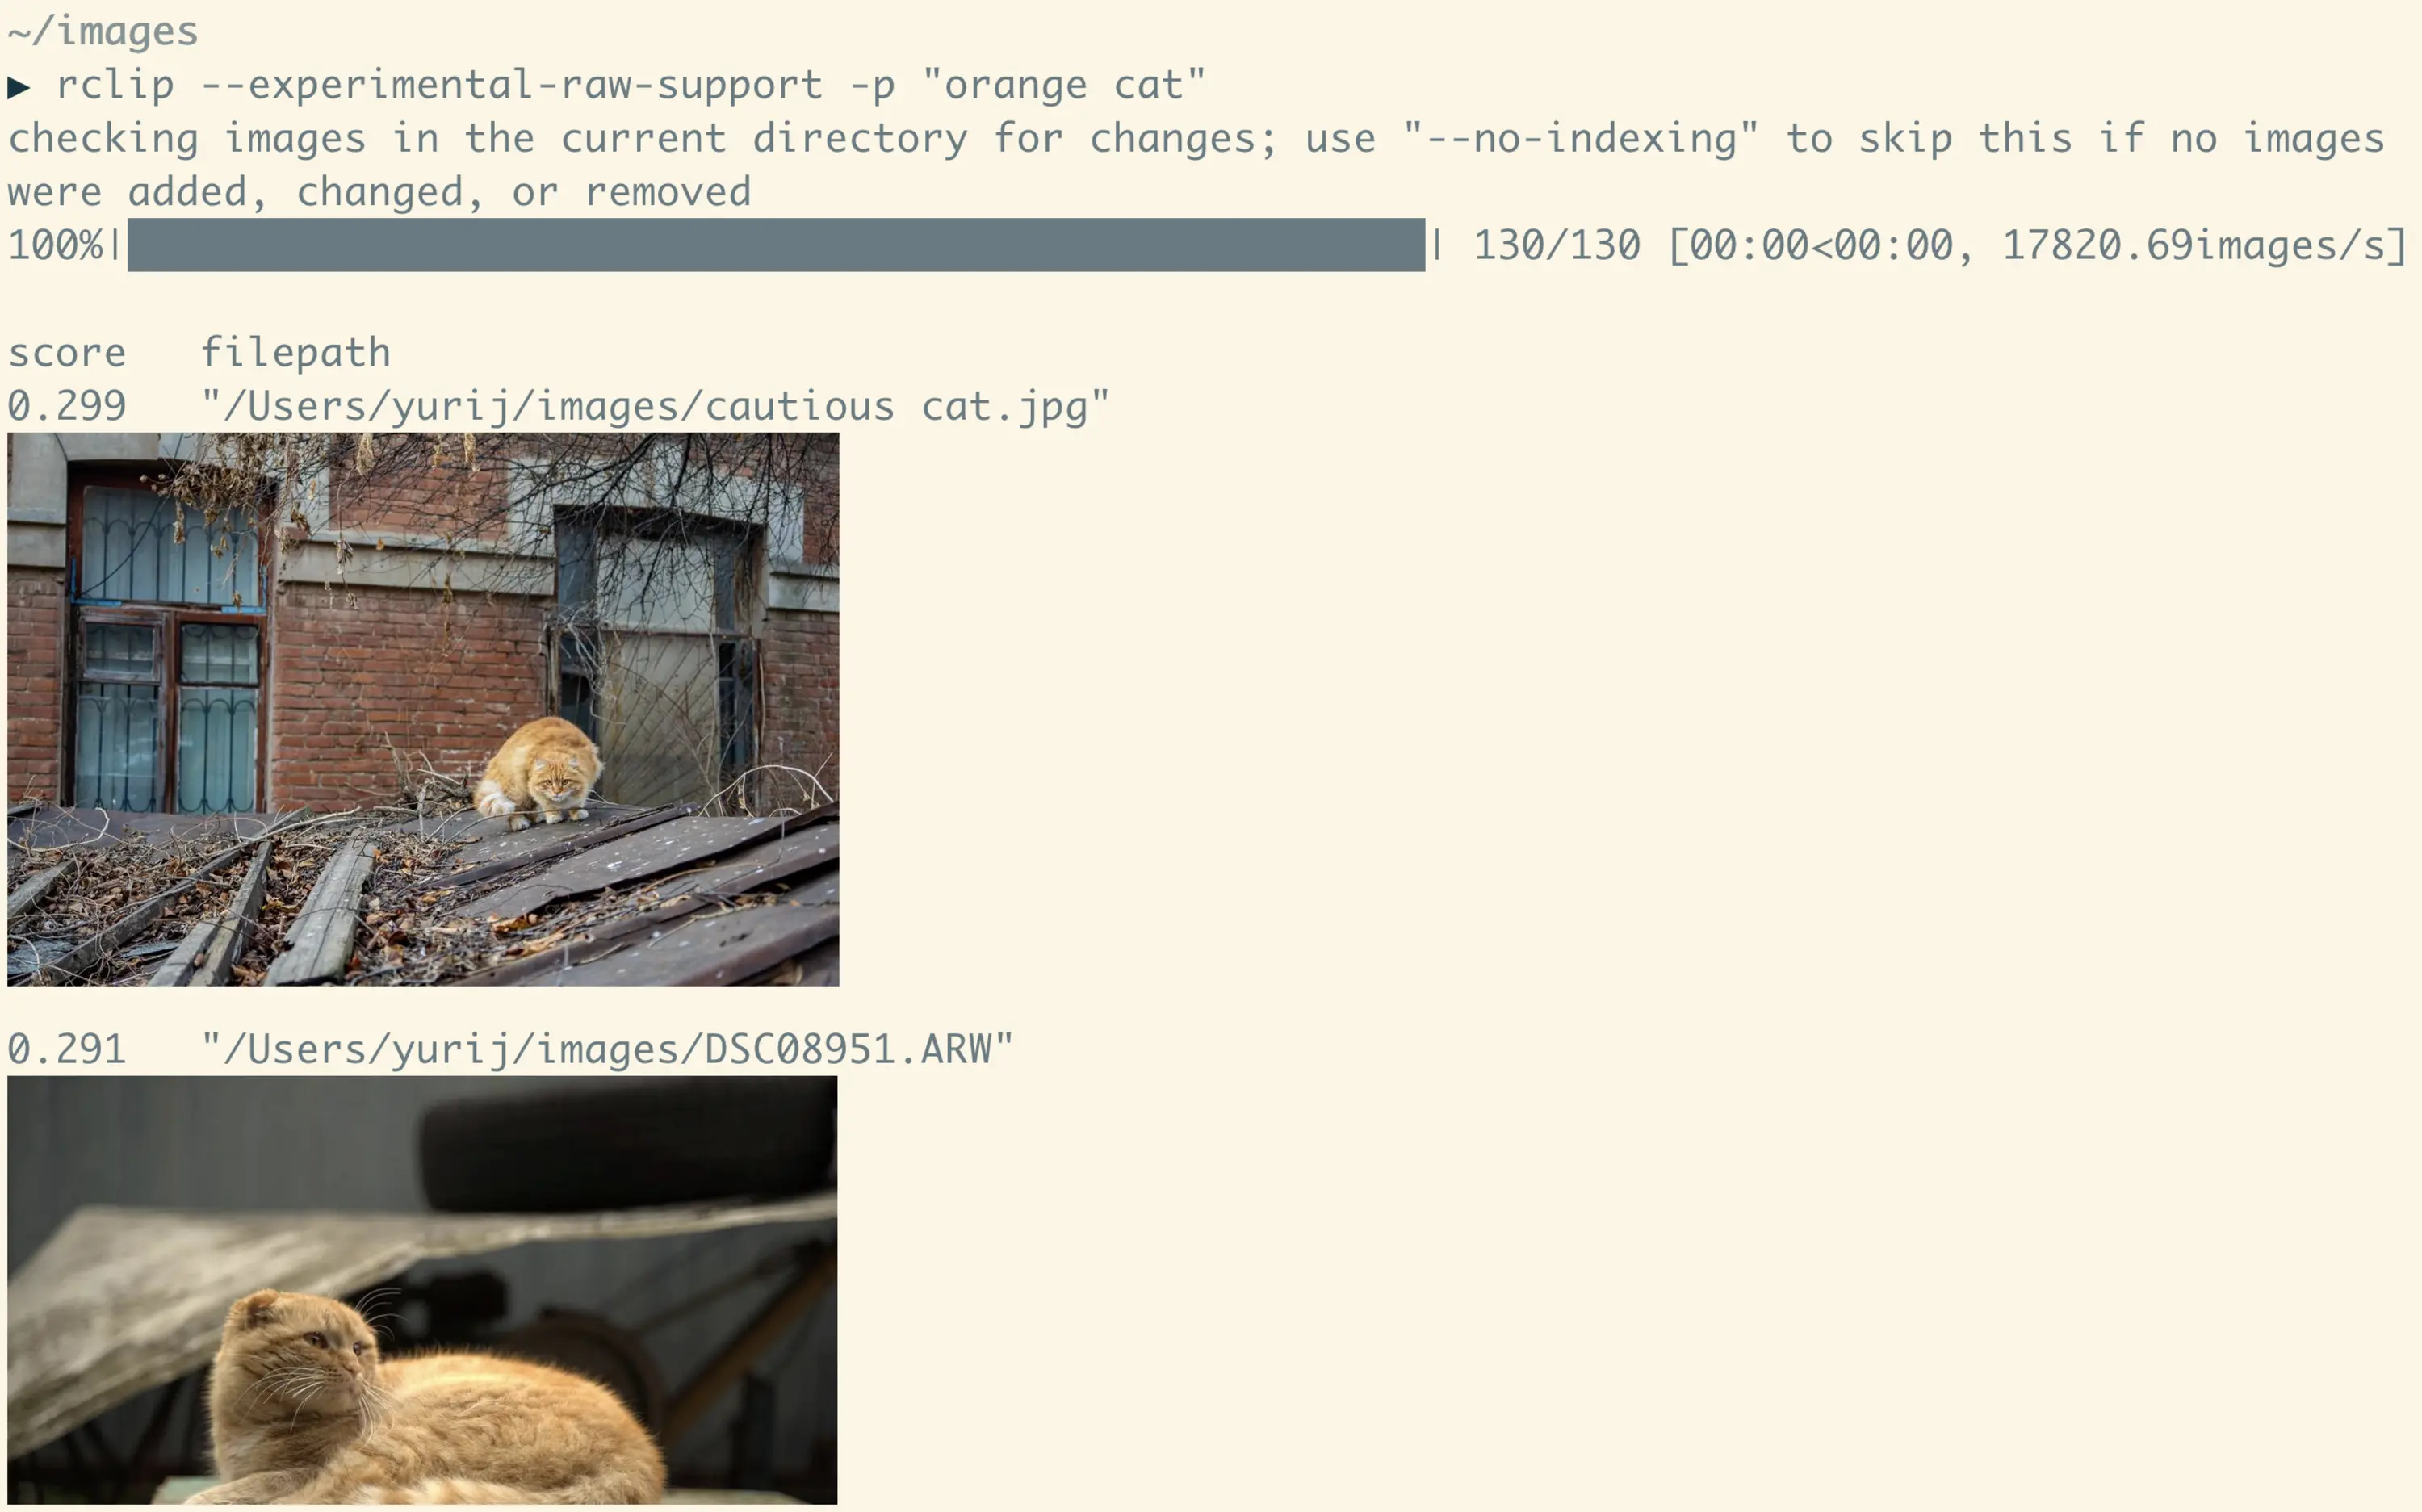 ~/images
▶ rclip --experimental-raw-support -p "orange cat"
checking images in the current directory for changes; use "--no-indexing" to skip this if no images
were added, changed, or removed
100%| | 130/130 [00:00<00:00, 17820.69images/s]
score filepath
0.299 "/Users/yurij/images/cautious cat.jpg"
0.291 "/Users/yurij/images/DSC08951.ARW"